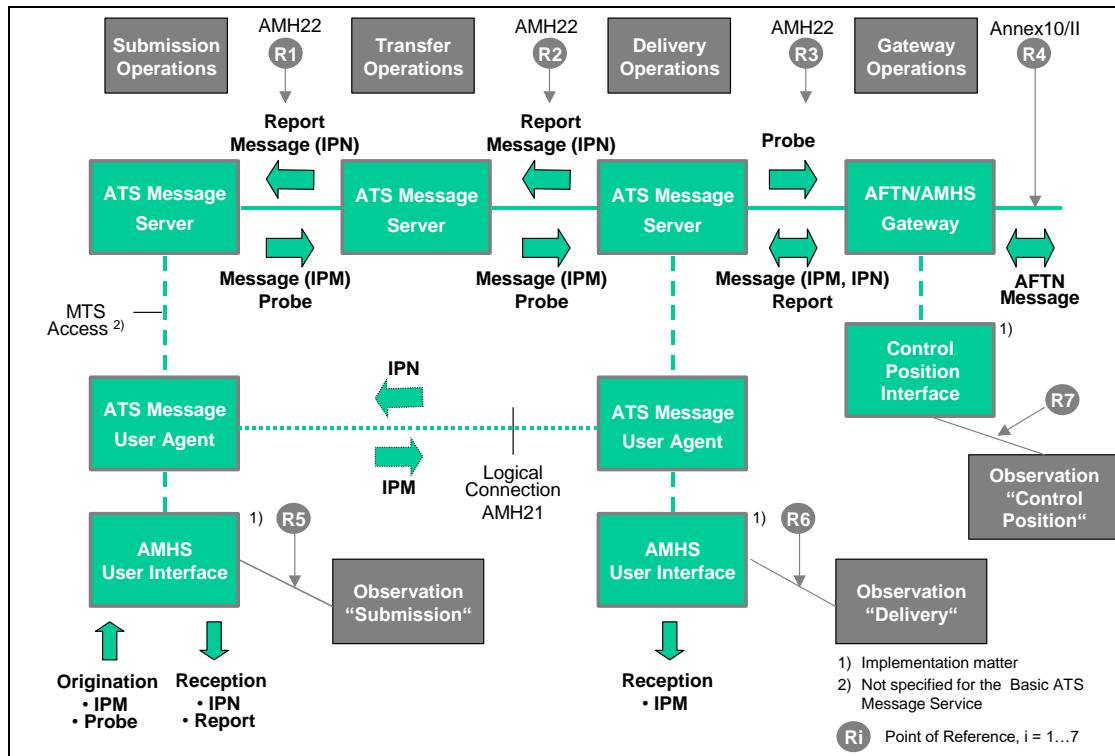 Submission
Operations
AMH22
R1
Transfer
Operations
AMH22
R2
Delivery
Operations
AMH22
R3
Gateway
Operations
Annex10/II
R4
Report
Message (IPN)
Report
Message (IPN)
Probe
ATS Message
Server
ATS Message
Server
ATS Message
Server
AFTN/AMHS
Gateway
Message (IPM)
Probe
Message (IPM)
Probe
Message (IPM, IPN)
Report
AFTN
Message
MTS
Access 2)
1)
Control
Position
Interface
IPN
ATS Message
User Agent
ATS Message
User Agent
R7
IPM
Logical
Connection
AMH21
Observation
“Control
Position“
1)
R5
1)
R6
AMHS
User Interface
AMHS
User Interface
Observation
“Submission“
Observation
“Delivery“
Origination
• IPM
• Probe
Reception
• IPN
• Report
Reception
• IPM
1) Implementation matter
2) Not specified for the Basic ATS
Message Service
Ri Point of Reference, i = 1…7